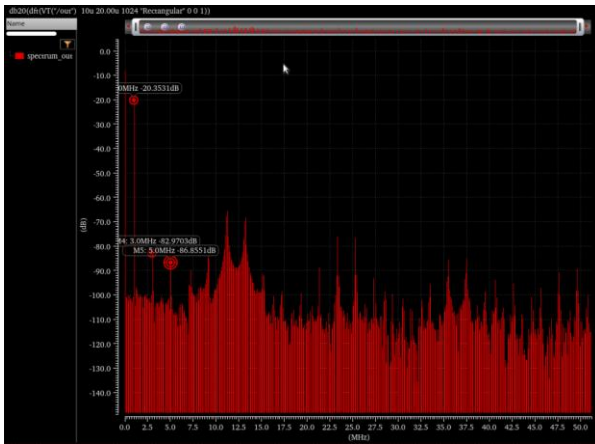 db20(dft(VT("/out") 10u 20.00u 1024 "Rectangular" 0 0 1))
Name
spectrum_out
0.0
-10.0
0MHz -20.3531dB
-20.0
-30.0
-40.0
-50.0
-60.0
-70.0
(dB)
M4: 3.0MHz -82.9703dB
-80.0
M5: 5.0MHz -86.8551dB
-90.0
-100.0
-110.0
-120.0
-130.0
-140.0
0.0 2.5 5.0 7.5 10.0 12.5 15.0 17.5 20.0 22.5 25.0 27.5 30.0 32.5 35.0 37.5 40.0 42.5 45.0 47.5 50.0
(MHz)